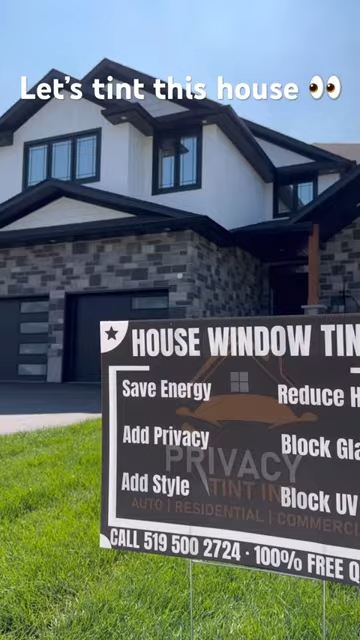 Let's tint this house 👀
HOUSE WINDOW TIN
Save Energy
Reduce H
Add Privacy
Block Gla
Add Style
Block UV
PRIVACY
TINT IN
AUTO | RESIDENTIAL | COMMERCI
CALL 519 500 2724 · 100% FREE Q